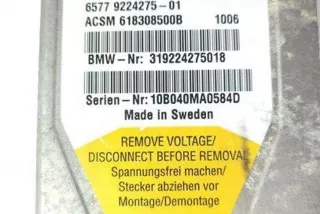 6577 9224275-01
ACSM 618308500B 1006
BMW-Nr: 319224275018
Serien-Nr: 10B040MA0584D
Made in Sweden
REMOVE VOLTAGE/
DISCONNECT BEFORE REMOVAL
Spannungsfrei machen/
Stecker abziehen vor
Montage/Demontage